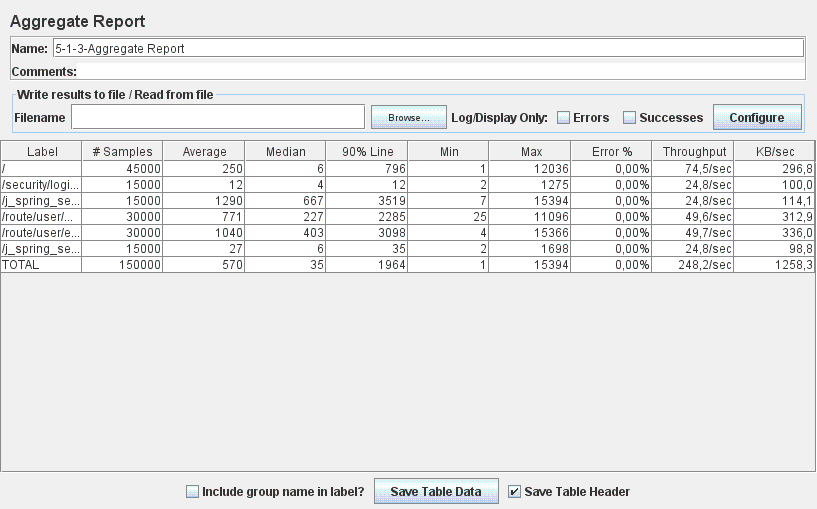 Aggregate Report
Name: 5-1-3-Aggregate Report
Comments:
Write results to file / Read from file
Filename Browse... Log/Display Only: Errors Successes Configure
Label # Samples Average Median 90% Line Min Max Error % Throughput KB/sec
/ 45000 250 6 796 1 12036 0,00% 74,5/sec 296,8
/security/logi... 15000 12 4 12 2 1275 0,00% 24,8/sec 100,0
/j_spring_se... 15000 1290 667 3519 7 15394 0,00% 24,8/sec 114,1
/route/user/... 30000 771 227 2285 25 11096 0,00% 49,6/sec 312,9
/route/user/e... 30000 1040 403 3098 4 15366 0,00% 49,7/sec 336,0
/j_spring_se... 15000 27 6 35 2 1698 0,00% 24,8/sec 98,8
TOTAL 150000 570 35 1964 1 15394 0,00% 248,2/sec 1258,3
Include group name in label? Save Table Data Save Table Header